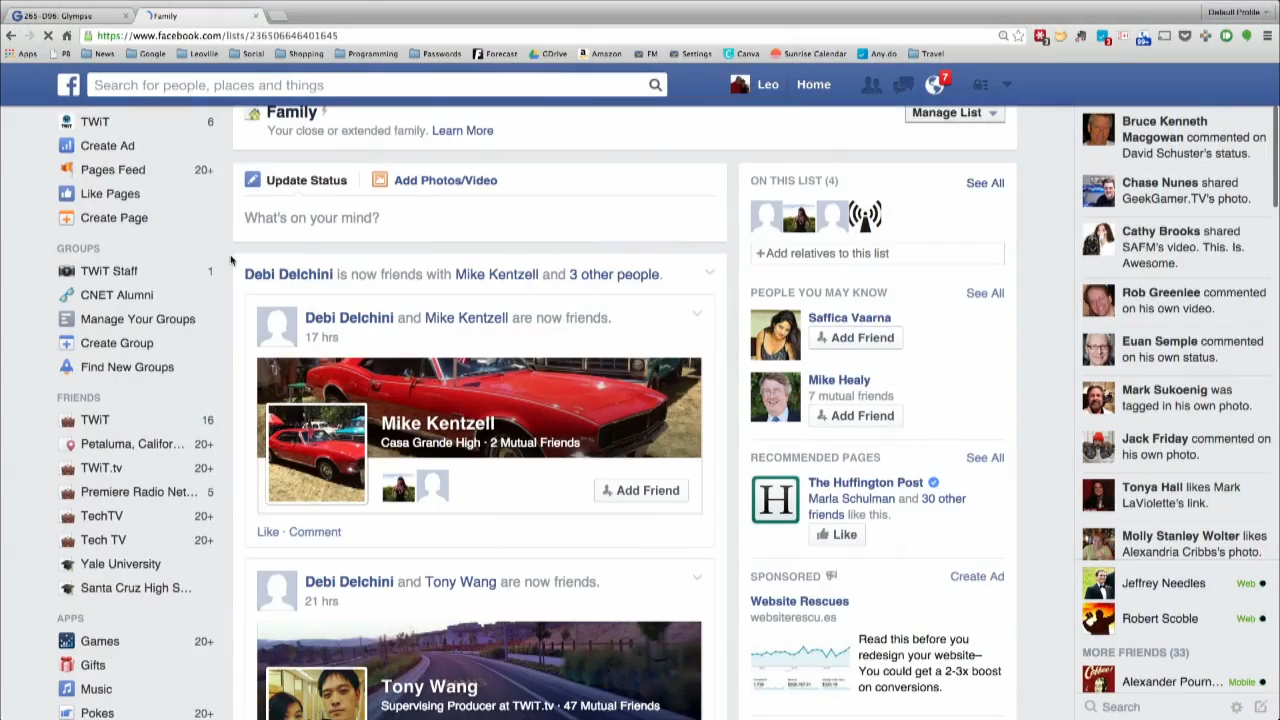 265-D96: Glympse
Family
Default Profile
https://www.facebook.com/lists/236506646401645
Apps
PR
News
Google
Leoville
Social
Shopping
Programming
Passwords
Forecast
GDrive
Amazon
FM
Settings
Canva
Sunrise Calendar
Any.do
Travel
Search for people, places and things
Leo
Home
7
TWiT 6
Create Ad
Pages Feed 20+
Like Pages
Create Page
GROUPS
TWiT Staff 1
CNET Alumni
Manage Your Groups
Create Group
Find New Groups
FRIENDS
TWiT 16
Petaluma, Califor... 20+
TWiT.tv 20+
Premiere Radio Net... 5
TechTV 20+
Tech TV 20+
Yale University
Santa Cruz High S...
APPS
Games 20+
Gifts
Music
Pokes 20+
Family
Your close or extended family. Learn More
Manage List
Update Status
Add Photos/Video
What's on your mind?
Debi Delchini is now friends with Mike Kentzell and 3 other people.
Debi Delchini and Mike Kentzell are now friends.
17 hrs
Mike Kentzell
Casa Grande High · 2 Mutual Friends
Add Friend
Like · Comment
Debi Delchini and Tony Wang are now friends.
21 hrs
Tony Wang
Supervising Producer at TWiT.tv · 47 Mutual Friends
ON THIS LIST (4)
See All
+Add relatives to this list
PEOPLE YOU MAY KNOW
See All
Saffica Vaarna
Add Friend
Mike Healy
7 mutual friends
Add Friend
RECOMMENDED PAGES
See All
H
The Huffington Post
Marla Schulman and 30 other
friends like this.
Like
SPONSORED
Create Ad
Website Rescues
websiterescu.es
Read this before you
redesign your website—
You could get a 2-3x boost
on conversions.
Bruce Kenneth
Macgowan commented on
David Schuster's status.
Chase Nunes shared
GeekGamer.TV's photo.
Cathy Brooks shared
SAFM's video. This. Is.
Awesome.
Rob Greenlee commented
on his own video.
Euan Semple commented
on his own status.
Mark Sukoenig was
tagged in his own photo.
Jack Friday commented on
his own post.
Tonya Hall likes Mark
LaViolette's link.
Molly Stanley Wolter likes
Alexandria Cribbs's photo.
Jeffrey Needles Web
Robert Scoble Web
MORE FRIENDS (33)
Alexander Pourn... Mobile
Search